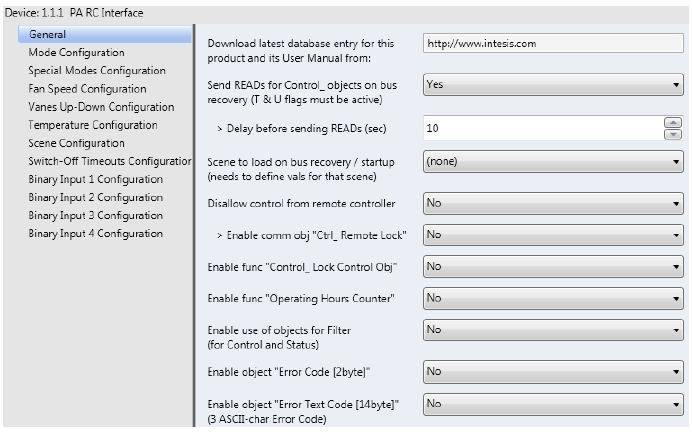 Device: 1.1.1 PA RC Interface
General
Mode Configuration
Special Modes Configuration
Fan Speed Configuration
Vanes Up-Down Configuration
Temperature Configuration
Scene Configuration
Switch-Off Timeouts Configuration
Binary Input 1 Configuration
Binary Input 2 Configuration
Binary Input 3 Configuration
Binary Input 4 Configuration
Download latest database entry for this
product and its User Manual from:
http://www.intesis.com
Send READs for Control_ objects on bus
recovery (T & U flags must be active)
Yes
> Delay before sending READs (sec)
10
Scene to load on bus recovery / startup
(needs to define vals for that scene)
(none)
Disallow control from remote controller
No
> Enable comm obj "Ctrl_ Remote Lock"
No
Enable func "Control_ Lock Control Obj"
No
Enable func "Operating Hours Counter"
No
Enable use of objects for Filter
(for Control and Status)
No
Enable object "Error Code [2byte]"
No
Enable object "Error Text Code [14byte]"
(3 ASCII-char Error Code)
No